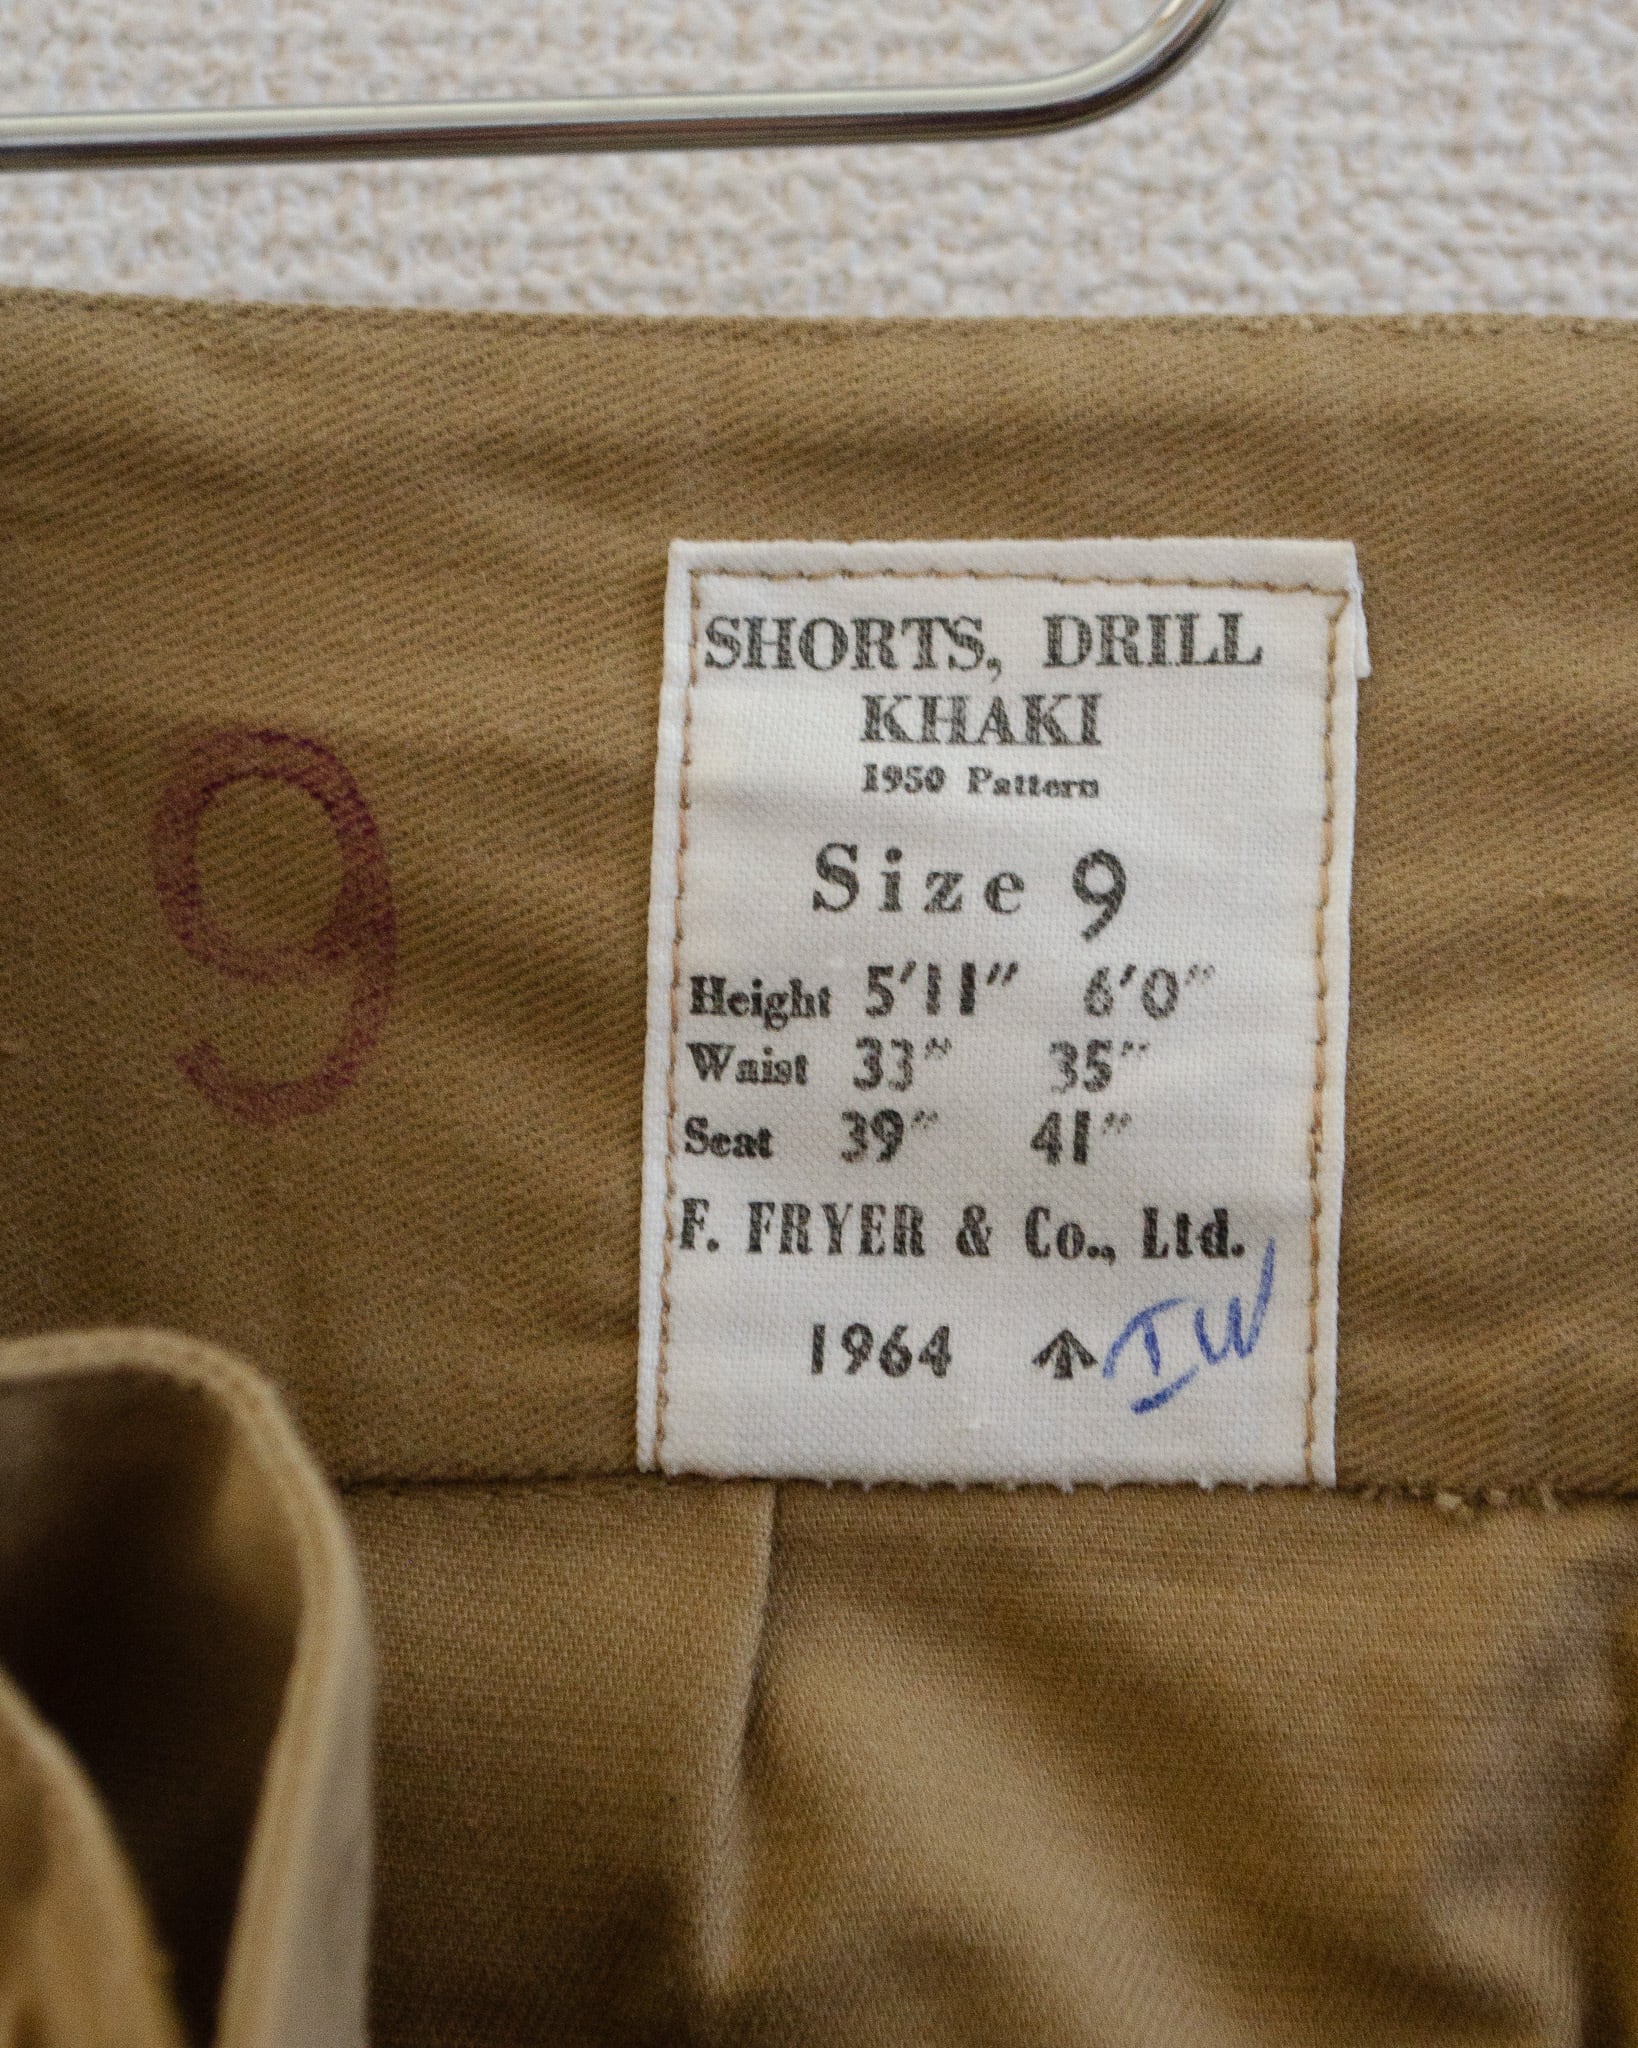 9
SHORTS, DRILL
KHAKI
1950 Pattern
Size 9
Height 5'11" 6'0"
Waist 33" 35"
Seat 39" 41"
F. FRYER & Co., Ltd.
1964 IW